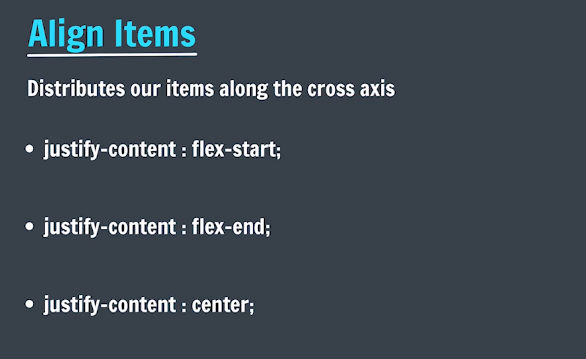 Align Items
Distributes our items along the cross axis
• justify-content : flex-start;
• justify-content : flex-end;
• justify-content : center;